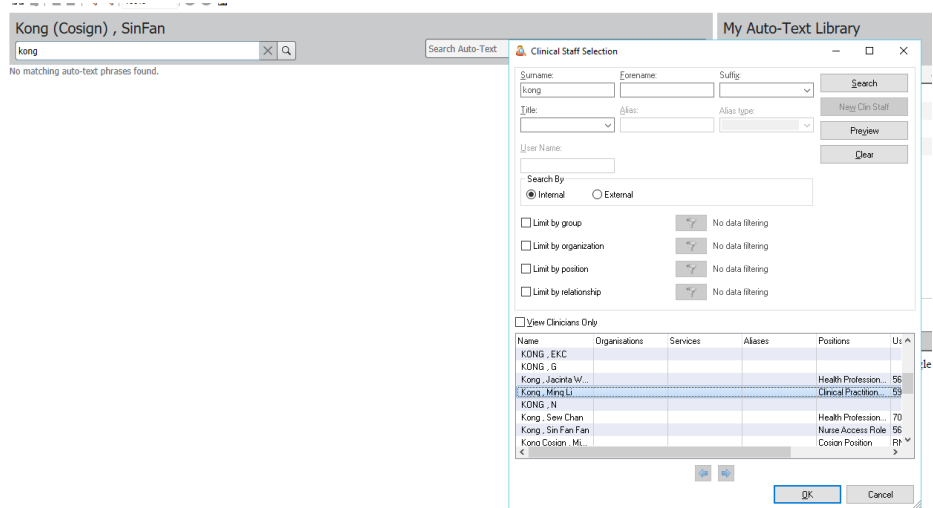 Kong (Cosign) , SinFan
My Auto-Text Library
kong
Search Auto-Text
No matching auto-text phrases found.
Clinical Staff Selection
Surname:
Forename:
Suffix
kong
Search
New Clin Staff
Title:
Alias:
Alias type:
Preview
Clear
User Name:
Search By
Internal
External
Limit by group
No data filtering
Limit by organization
No data filtering
Limit by position
No data filtering
Limit by relationship
No data filtering
View Clinicians Only
Name Organisations Services Aliases Positions Us
KONG , EKC
KONG , G
Kong , Jacinta W... Health Profession... 56
Kong , Ming Li Clinical Practition... 59
KONG , N
Kong , Sew Chan Health Profession... 70
Kong , Sin Fan Fan Nurse Access Role 56
Kong Cosign , Mi... Cosign Position
OK
Cancel